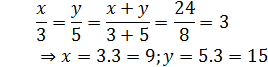 x/3 = y/5 = (x + y)/(3 + 5) = 24/8 = 3
⇒ x = 3.3 = 9; y = 5.3 = 15